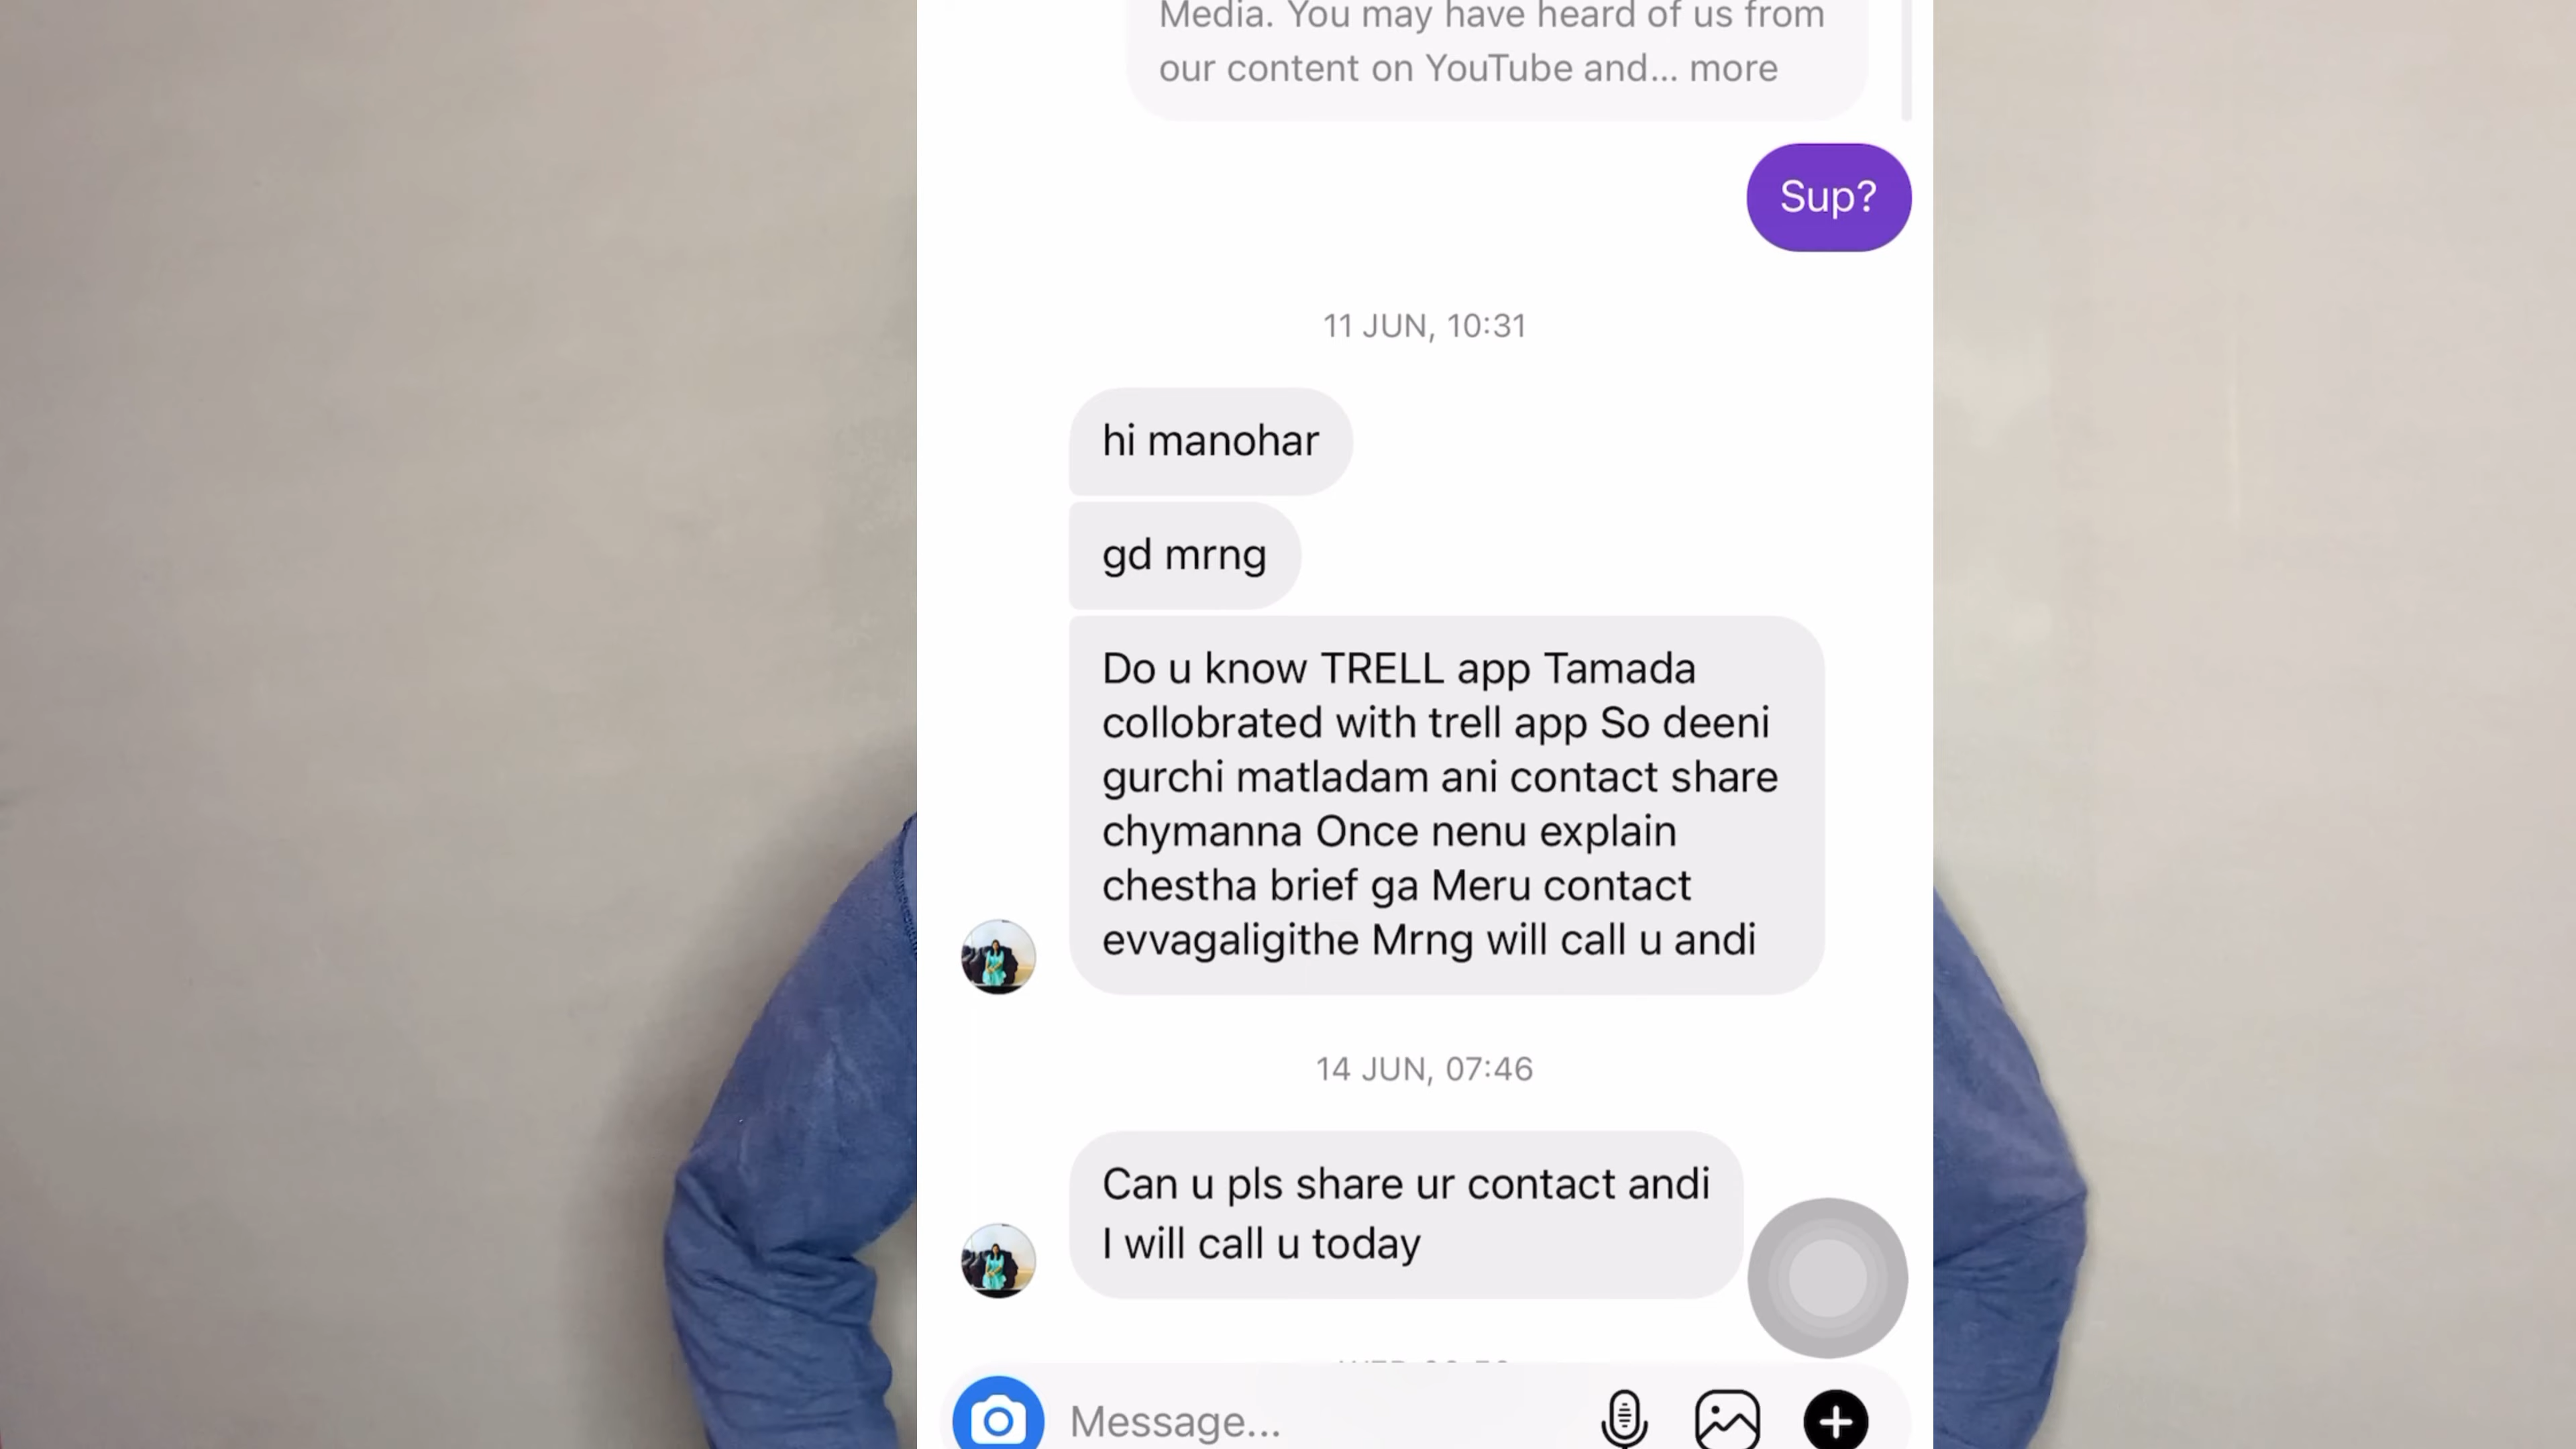 Media. You may have heard of us from
our content on YouTube and... more
Sup?
11 JUN, 10:31
hi manohar
gd mrng
Do u know TRELL app Tamada
collobrated with trell app So deeni
gurchi matladam ani contact share
chymanna Once nenu explain
chestha brief ga Meru contact
evvagaligithe Mrng will call u andi
14 JUN, 07:46
Can u pls share ur contact andi
I will call u today
Message...